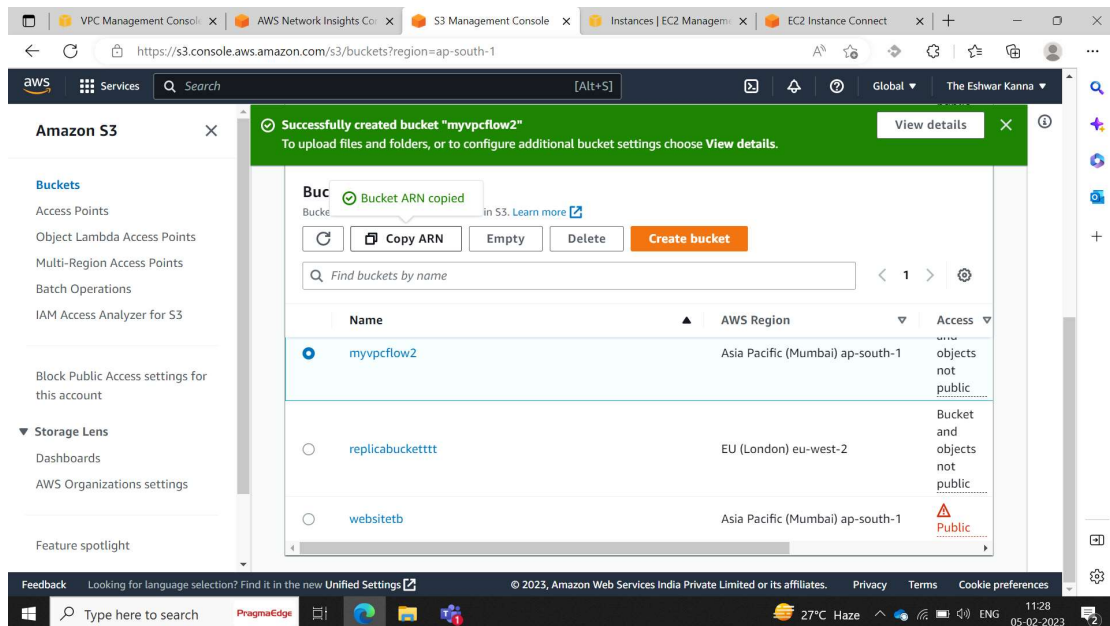 VPC Management Consol
AWS Network Insights Co
S3 Management Console
Instances | EC2 Managem
EC2 Instance Connect
https://s3.console.aws.amazon.com/s3/buckets?region=ap-south-1
aws
Services
Search
[Alt+S]
Global
The Eshwar Kanna
Amazon S3
Successfully created bucket "myvpcflow2"
To upload files and folders, or to configure additional bucket settings choose View details.
View details
Buckets
Access Points
Object Lambda Access Points
Multi-Region Access Points
Batch Operations
IAM Access Analyzer for S3
Block Public Access settings for
this account
Storage Lens
Dashboards
AWS Organizations settings
Feature spotlight
Buc
Bucket ARN copied
Bucke
in S3. Learn more
Copy ARN
Empty
Delete
Create bucket
Find buckets by name
1
Name
AWS Region
Access
myvpcflow2
Asia Pacific (Mumbai) ap-south-1
and
objects
not
public
replicabucketttt
EU (London) eu-west-2
Bucket
and
objects
not
public
websitetb
Asia Pacific (Mumbai) ap-south-1
Public
Feedback
Looking for language selection? Find it in the new Unified Settings
© 2023, Amazon Web Services India Private Limited or its affiliates.
Privacy
Terms
Cookie preferences
Type here to search
PragmaEdge
27°C Haze
ENG
11:28
05-02-2023
2